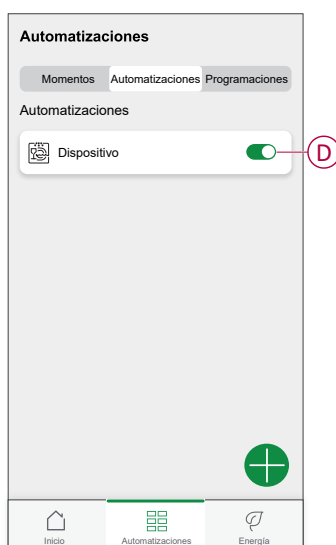 Automatizaciones
Momentos Automatizaciones Programaciones
Automatizaciones
Dispositivo
D
Inicio Automatizaciones Energía